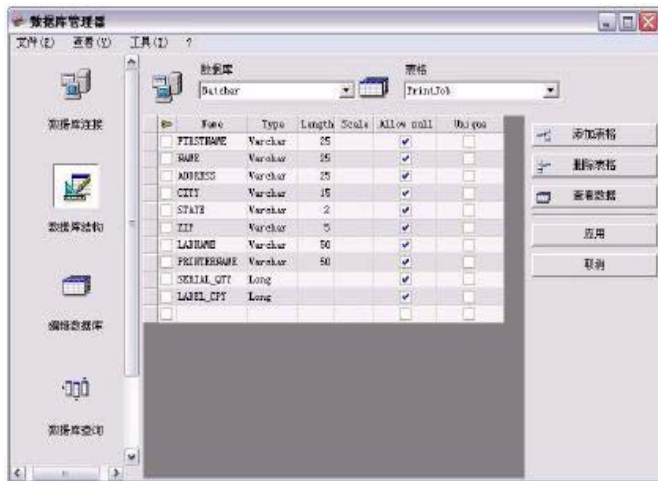 数据库管理器
文件(F) 查看(V) 工具(T) ?
数据库
表格
Batcher
PrintJob
数据库连接
数据库结构
编辑数据库
数据库查询
Name Type Length Scale Allow null Unique
FIRSTNAME Varchar 25
NAME Varchar 25
ADDRESS Varchar 25
CITY Varchar 15
STATE Varchar 2
ZIP Varchar 5
LABNAME Varchar 50
PRINTERNAME Varchar 50
SERIAL_QTY Long
LABEL_CPY Long
添加表格
删除表格
查看数据
应用
取消